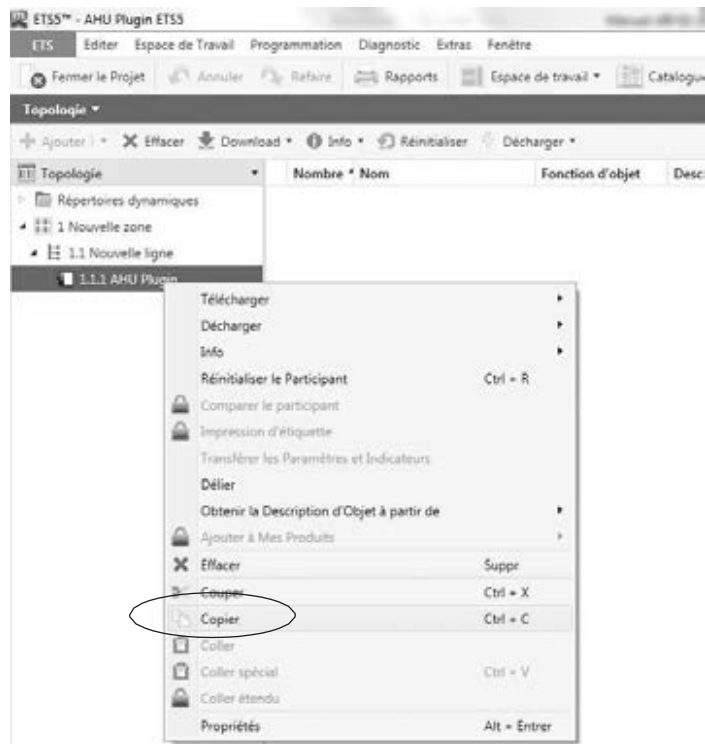 ETS5™ - AHU Plugin ETS5
ETS Editer Espace de Travail Programmation Diagnostic Extras Fenêtre
Fermer le Projet Annuler Refaire Rapports Espace de travail Catalogu
Topologie
Ajouter Effacer Download Info Réinitialiser Décharger
Topologie Nombre * Nom Fonction d'objet Desc
Répertoires dynamiques
1 Nouvelle zone
1.1 Nouvelle ligne
1.1.1 AHU Plugin
Télécharger
Décharger
Info
Réinitialiser le Participant Ctrl + R
Comparer le participant
Impression d'étiquette
Transférer les Paramètres et Indicateurs
Délier
Obtenir la Description d'Objet à partir de
Ajouter à Mes Produits
Effacer Suppr
Couper Ctrl + X
Copier Ctrl + C
Coller
Coller spécial Ctrl + V
Coller étendu
Propriétés Alt + Entrer